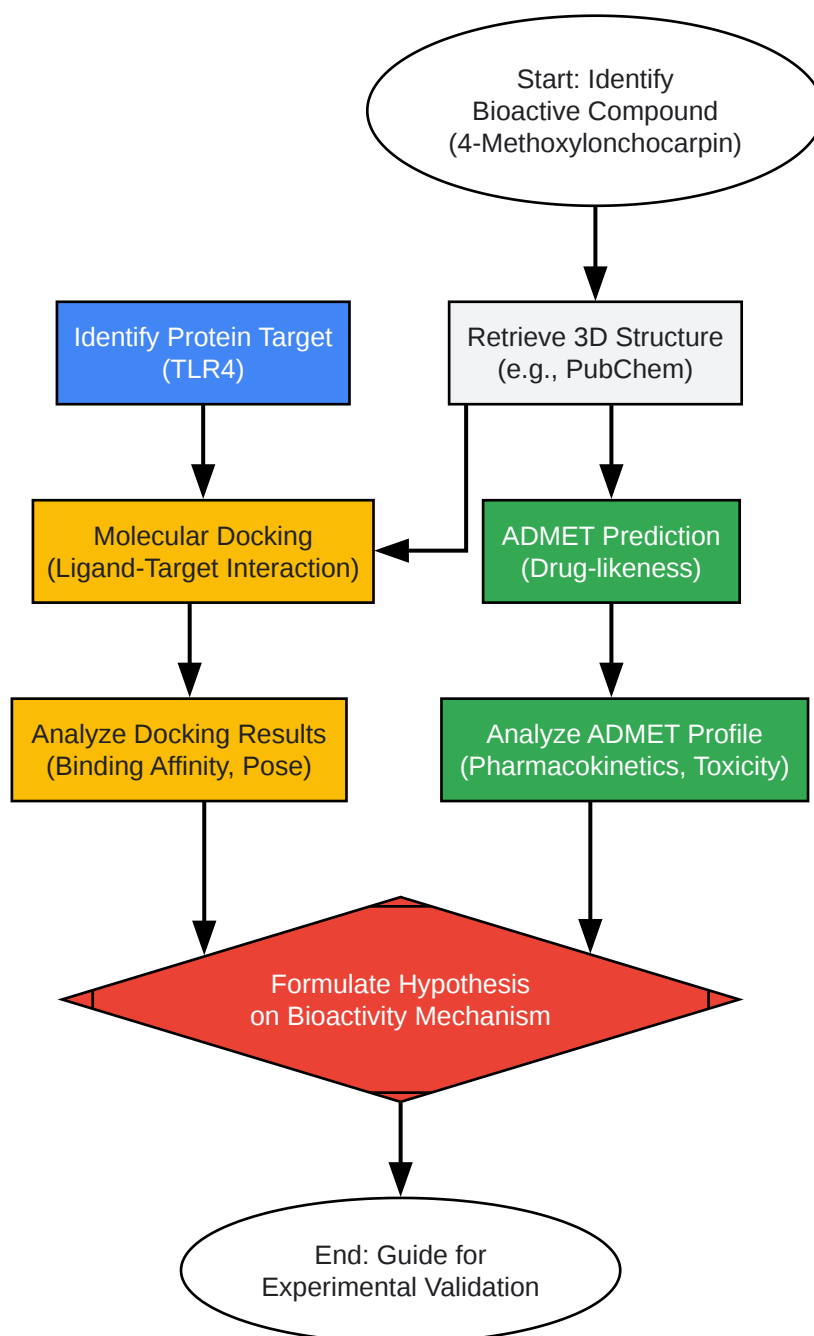 Start: Identify
Bioactive Compound
(4-Methoxylonchocarpin)
Identify Protein Target
(TLR4)
Retrieve 3D Structure
(e.g., PubChem)
Molecular Docking
(Ligand-Target Interaction)
ADMET Prediction
(Drug-likeness)
Analyze Docking Results
(Binding Affinity, Pose)
Analyze ADMET Profile
(Pharmacokinetics, Toxicity)
Formulate Hypothesis
on Bioactivity Mechanism
End: Guide for
Experimental Validation